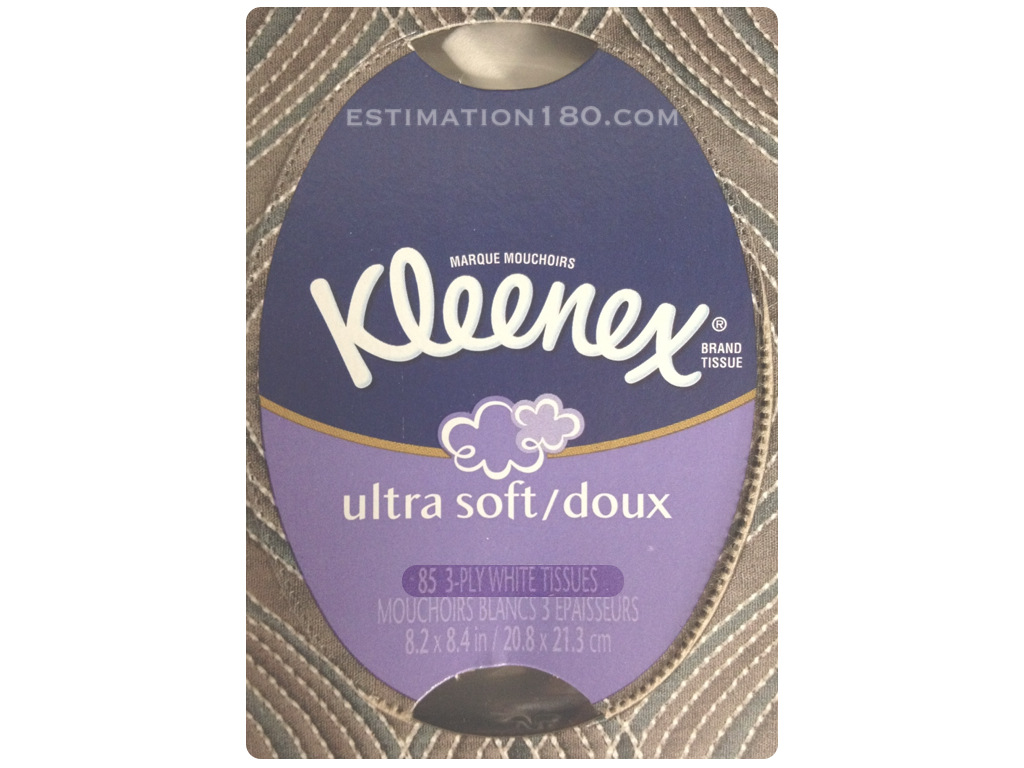 ESTIMATION180.COM
MARQUE MOUCHOIRS
Kleenex®
BRAND
TISSUE
ultra soft/doux
85 3-PLY WHITE TISSUES
MOUCHOIRS BLANCS 3 ÉPAISSEURS
8.2 x 8.4 in / 20.8 x 21.3 cm